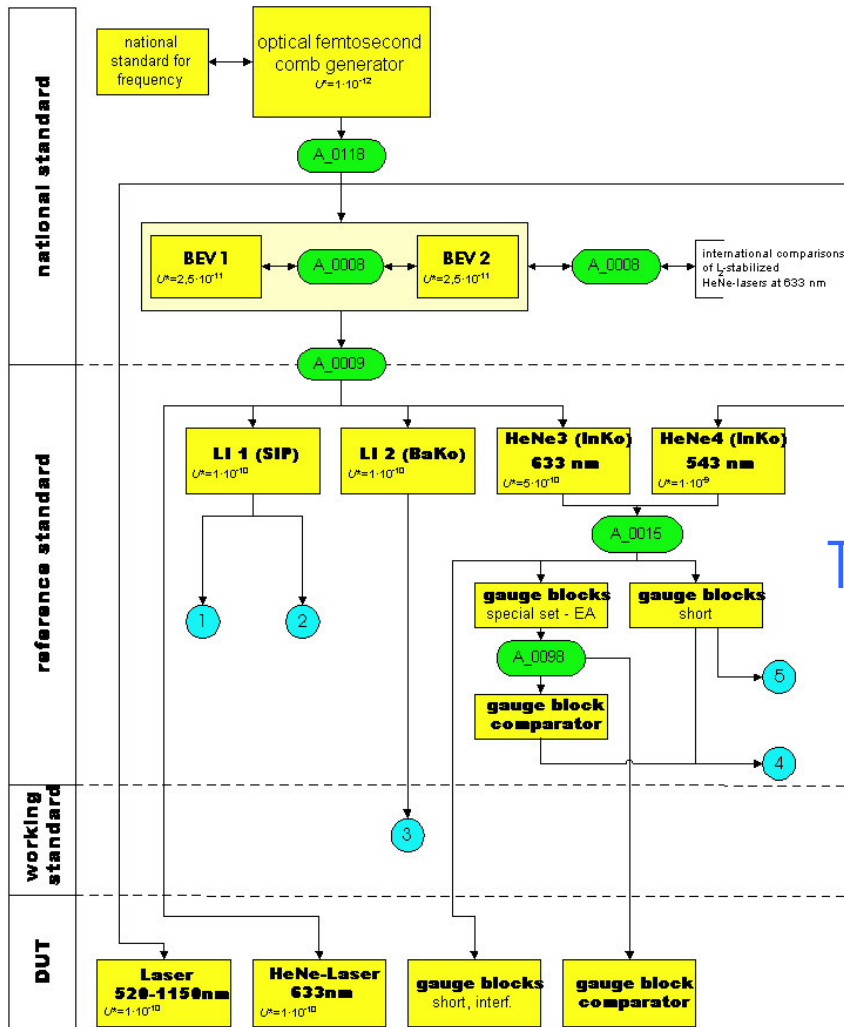 national standard
national
standard for
frequency
optical femtosecond
comb generator
U*=1·10⁻¹²
A_0118
BEV 1
U*=2,5·10⁻¹¹
A_0008
BEV 2
U*=2,5·10⁻¹¹
A_0008
international comparisons
of I₂-stabilized
HeNe-lasers at 633 nm
A_0009
reference standard
LI 1 (SIP)
U*=1·10⁻¹⁰
LI 2 (BaKo)
U*=1·10⁻¹⁰
HeNe3 (InKo)
633 nm
U*=5·10⁻¹⁰
HeNe4 (InKo)
543 nm
U*=1·10⁻⁹
A_0015
T
gauge blocks
special set - EA
gauge blocks
short
1
2
A_0098
5
gauge block
comparator
4
working
standard
3
DUT
Laser
520-1150nm
U*=1·10⁻¹⁰
HeNe-Laser
633nm
U*=1·10⁻¹⁰
gauge blocks
short, interf.
gauge block
comparator